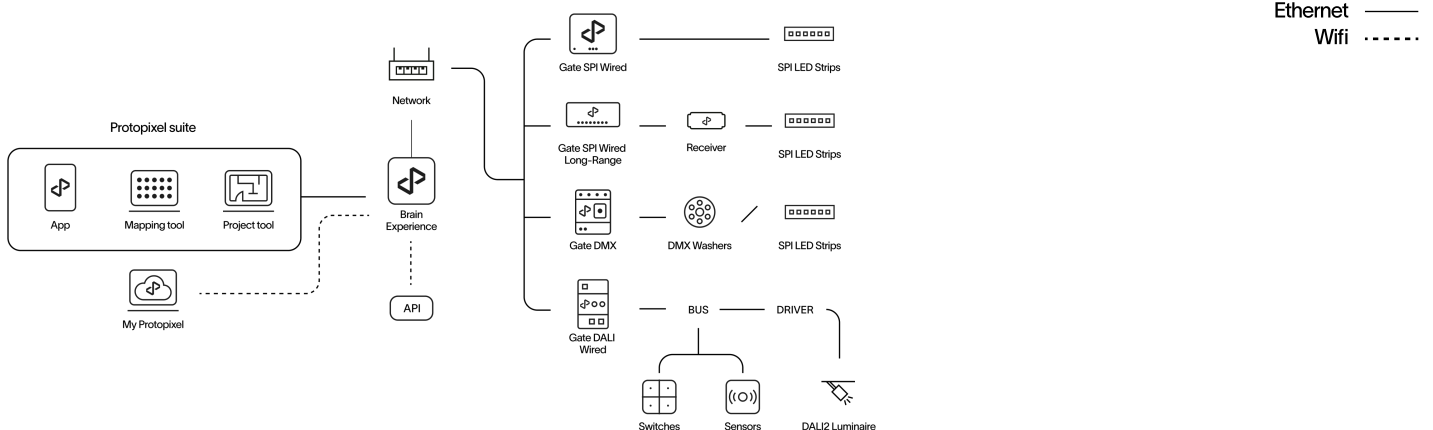 Ethernet
Wifi
Gate SPI Wired
SPI LED Strips
Network
Protopixel suite
Gate SPI Wired
Long-Range
Receiver
SPI LED Strips
App
Mapping tool
Project tool
Brain
Experience
Gate DMX
DMX Washers
SPI LED Strips
My Protopixel
API
Gate DALI
Wired
BUS
DRIVER
Switches
Sensors
DALI2 Luminaire